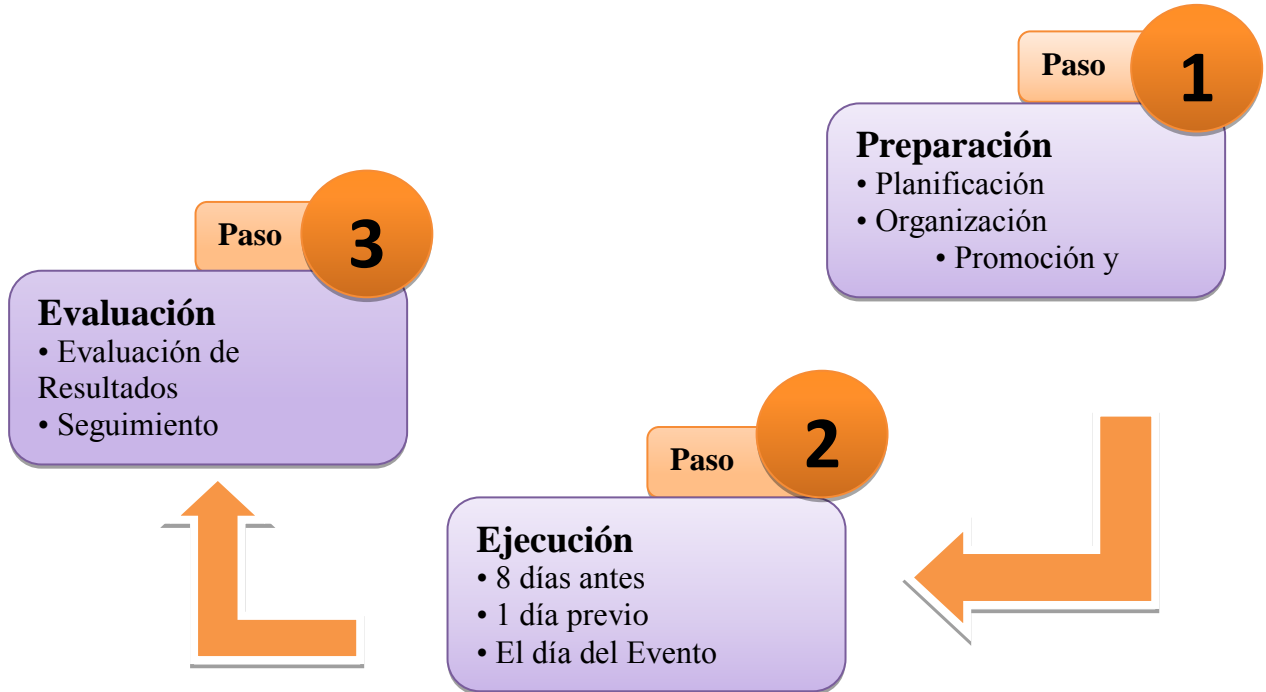 Paso 1
Preparación
• Planificación
• Organización
• Promoción y
Paso 2
Ejecución
• 8 días antes
• 1 día previo
• El día del Evento
Paso 3
Evaluación
• Evaluación de
Resultados
• Seguimiento